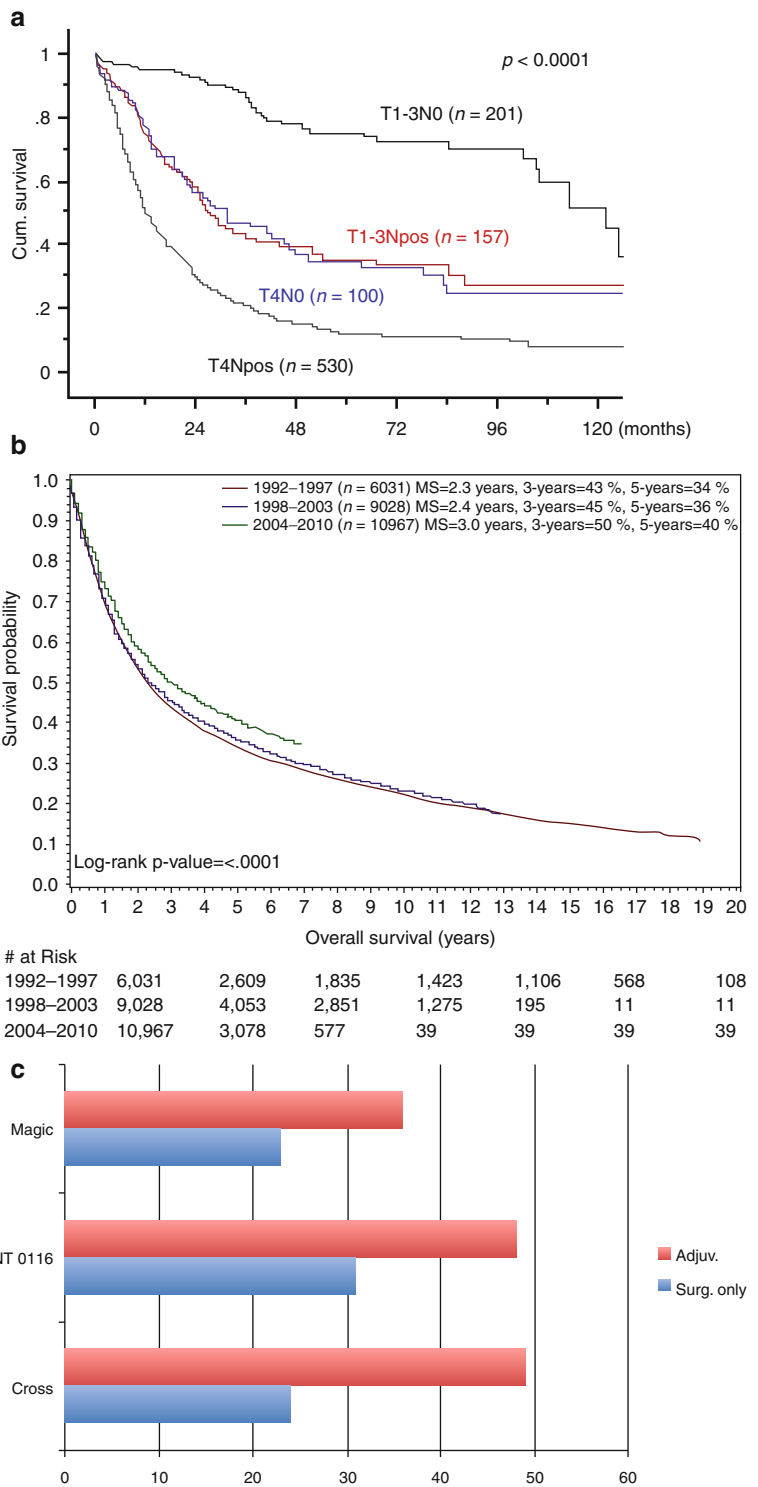 a
p < 0.0001
1
.8
.6
.4
.2
0
Cum. survival
T1-3N0 (n = 201)
T1-3Npos (n = 157)
T4N0 (n = 100)
T4Npos (n = 530)
0 24 48 72 96 120 (months)
b
1.0
0.9
0.8
0.7
0.6
0.5
0.4
0.3
0.2
0.1
0.0
Survival probability
1992–1997 (n = 6031) MS=2.3 years, 3-years=43 %, 5-years=34 %
1998–2003 (n = 9028) MS=2.4 years, 3-years=45 %, 5-years=36 %
2004–2010 (n = 10967) MS=3.0 years, 3-years=50 %, 5-years=40 %
Log-rank p-value=<.0001
0 1 2 3 4 5 6 7 8 9 10 11 12 13 14 15 16 17 18 19 20
Overall survival (years)
# at Risk
1992–1997 6,031 2,609 1,835 1,423 1,106 568 108
1998–2003 9,028 4,053 2,851 1,275 195 11 11
2004–2010 10,967 3,078 577 39 39 39 39
c
Magic
NT 0116
Cross
Adjuv.
Surg. only
0 10 20 30 40 50 60